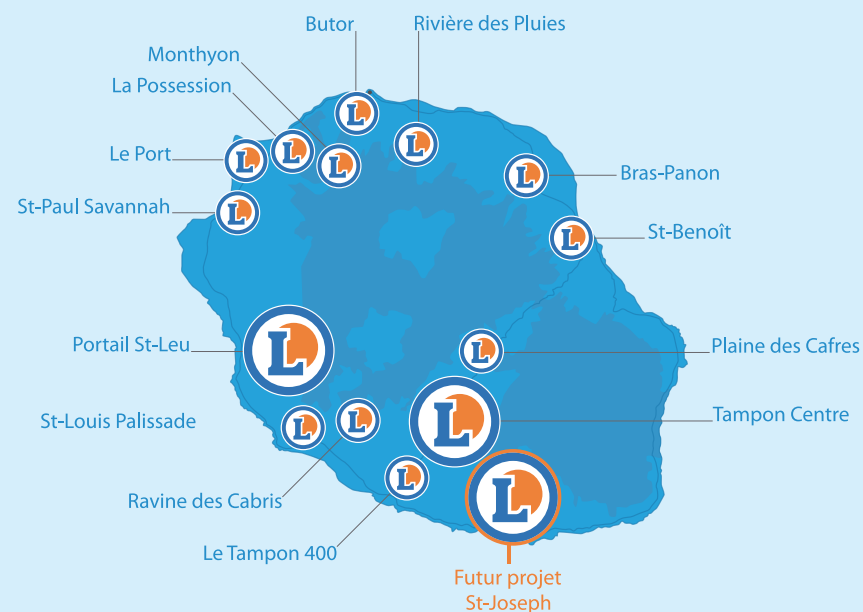 Butor
Rivière des Pluies
Monthyon
La Possession
Le Port
Bras-Panon
St-Paul Savannah
St-Benoît
Portail St-Leu
Plaine des Cafres
St-Louis Palissade
Tampon Centre
Ravine des Cabris
Le Tampon 400
Futur projet
St-Joseph
L
L
L
L
L
L
L
L
L
L
L
L
L
L